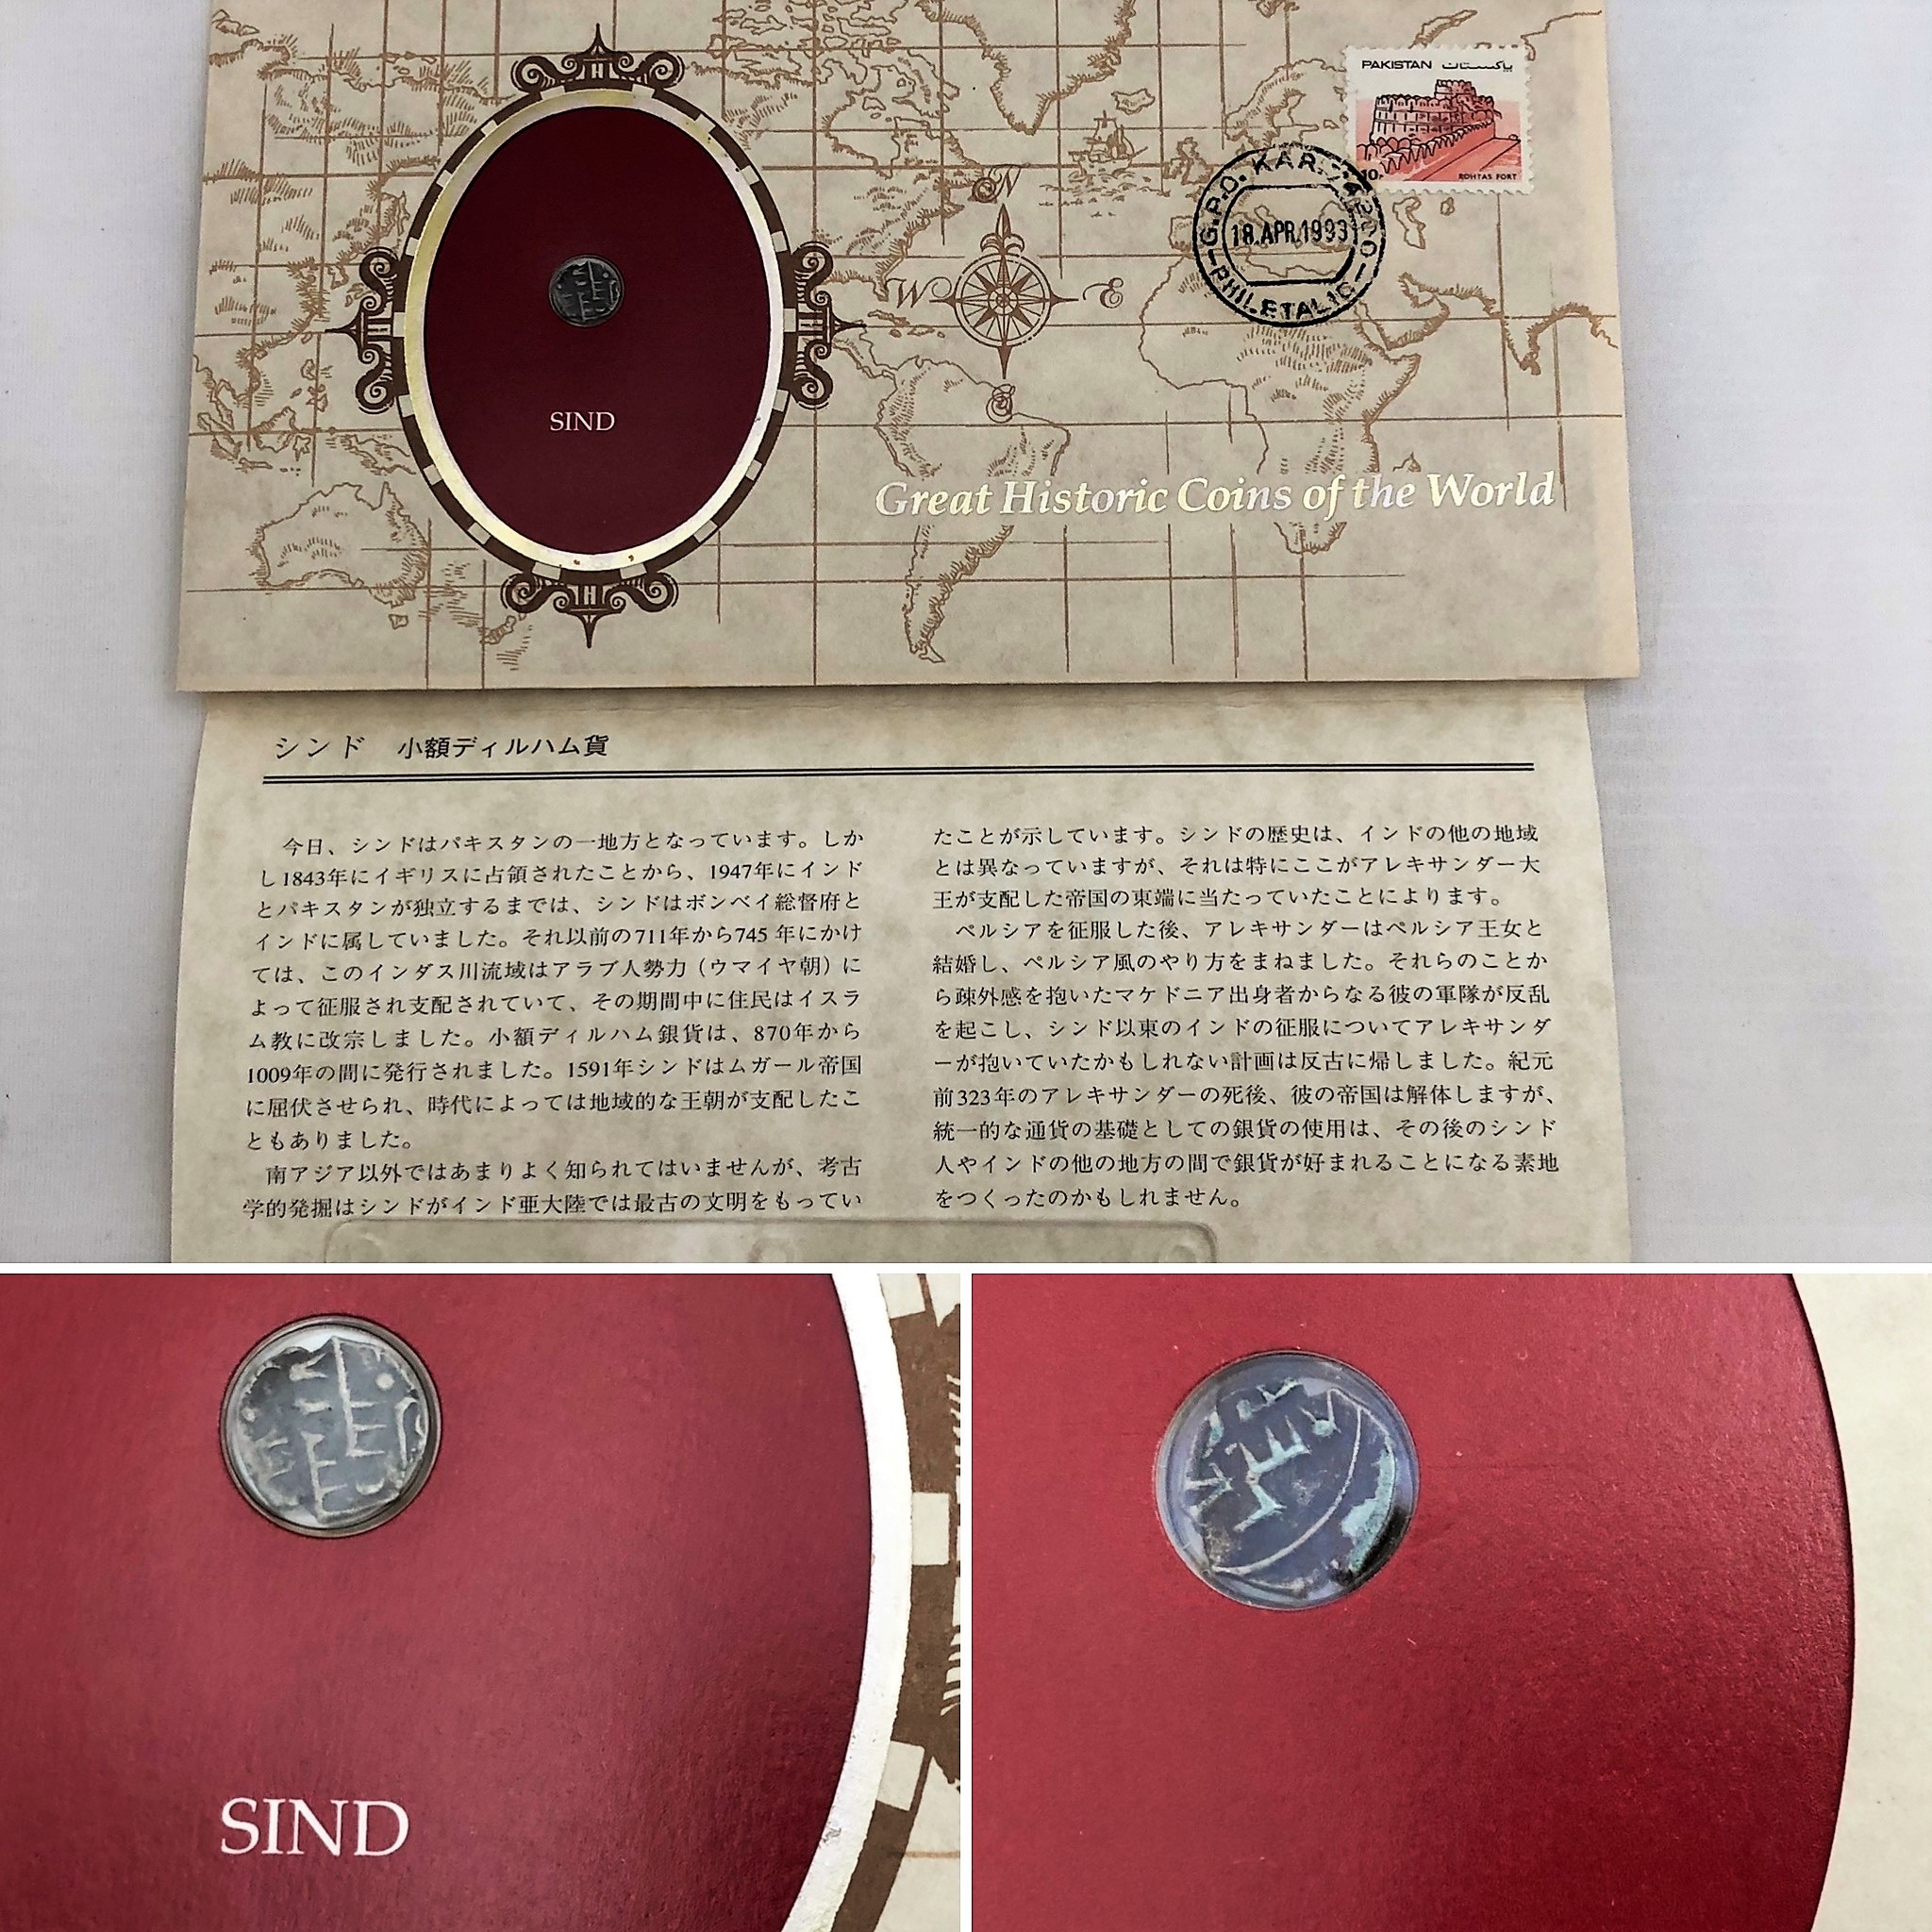 PAKISTAN پاکستان
10
ROHTAS FORT
G.P.O. KAR.74200
18.APR.1993
PHILETALIC
N
W E
S
SIND
Great Historic Coins of the World
シンド 小額ディルハム貨
今日、シンドはパキスタンの一地方となっています。しか
し1843年にイギリスに占領されたことから、1947年にインド
とパキスタンが独立するまでは、シンドはボンベイ総督府と
インドに属していました。それ以前の711年から745 年にかけ
ては、このインダス川流域はアラブ人勢力（ウマイヤ朝）に
よって征服され支配されていて、その期間中に住民はイスラ
ム教に改宗しました。小額ディルハム銀貨は、870年から
1009年の間に発行されました。1591年シンドはムガール帝国
に屈伏させられ、時代によっては地域的な王朝が支配したこ
ともありました。
南アジア以外ではあまりよく知られてはいませんが、考古
学的発掘はシンドがインド亜大陸では最古の文明をもってい
たことが示しています。シンドの歴史は、インドの他の地域
とは異なっていますが、それは特にここがアレキサンダー大
王が支配した帝国の東端に当たっていたことによります。
ペルシアを征服した後、アレキサンダーはペルシア王女と
結婚し、ペルシア風のやり方をまねました。それらのことか
ら疎外感を抱いたマケドニア出身者からなる彼の軍隊が反乱
を起こし、シンド以東のインドの征服についてアレキサンダ
ーが抱いていたかもしれない計画は反古に帰しました。紀元
前323年のアレキサンダーの死後、彼の帝国は解体しますが、
統一的な通貨の基礎としての銀貨の使用は、その後のシンド
人やインドの他の地方の間で銀貨が好まれることになる素地
をつくったのかもしれません。
SIND